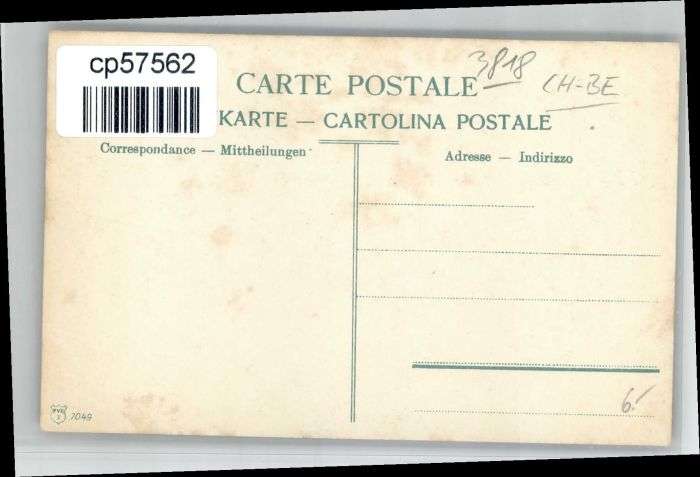 cp57562
3818
CH-BE
CARTE POSTALE
KARTE — CARTOLINA POSTALE
Correspondance — Mittheilungen
Adresse — Indirizzo
6.-
7049